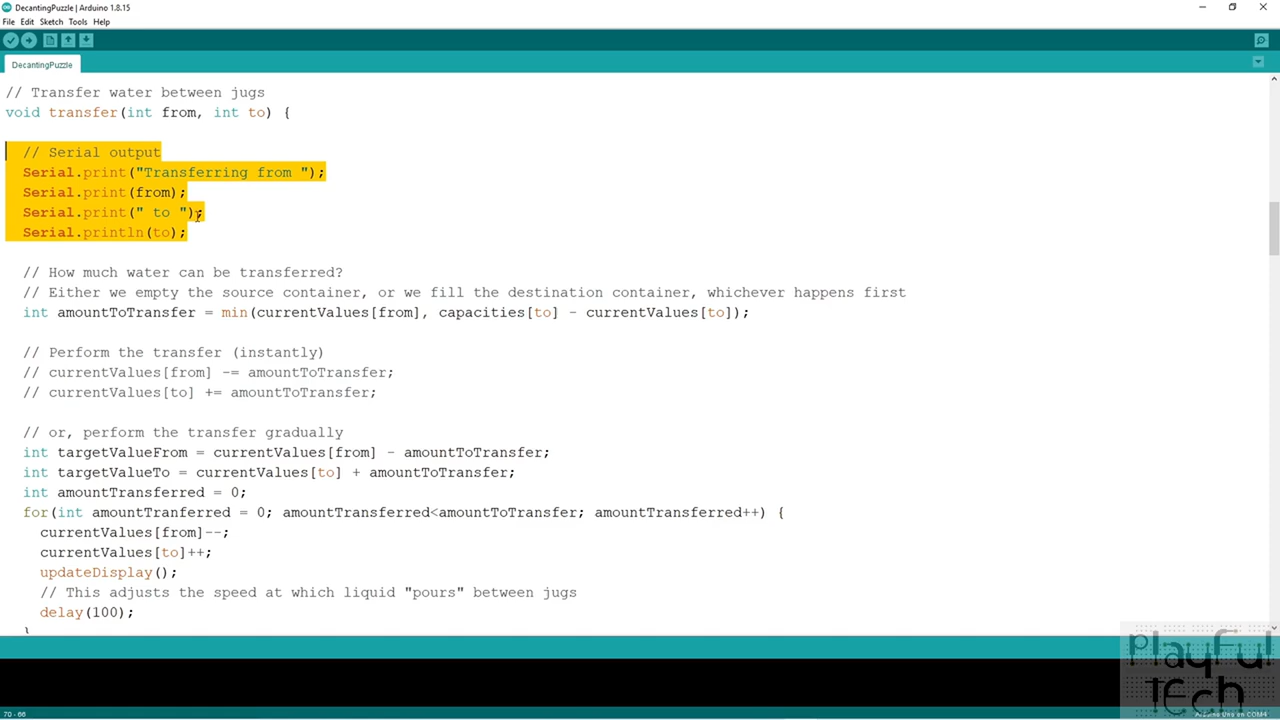 DecantingPuzzle | Arduino 1.8.15
File Edit Sketch Tools Help
DecantingPuzzle
// Transfer water between jugs
void transfer(int from, int to) {
// Serial output
Serial.print("Transferring from ");
Serial.print(from);
Serial.print(" to ");
Serial.println(to);
// How much water can be transferred?
// Either we empty the source container, or we fill the destination container, whichever happens first
int amountToTransfer = min(currentValues[from], capacities[to] - currentValues[to]);
// Perform the transfer (instantly)
// currentValues[from] -= amountToTransfer;
// currentValues[to] += amountToTransfer;
// or, perform the transfer gradually
int targetValueFrom = currentValues[from] - amountToTransfer;
int targetValueTo = currentValues[to] + amountToTransfer;
int amountTransferred = 0;
for(int amountTranferred = 0; amountTransferred<amountToTransfer; amountTransferred++) {
currentValues[from]--;
currentValues[to]++;
updateDisplay();
// This adjusts the speed at which liquid "pours" between jugs
delay(100);
}
PlayFul
TEch
70 - 66
Arduino Uno on COM4